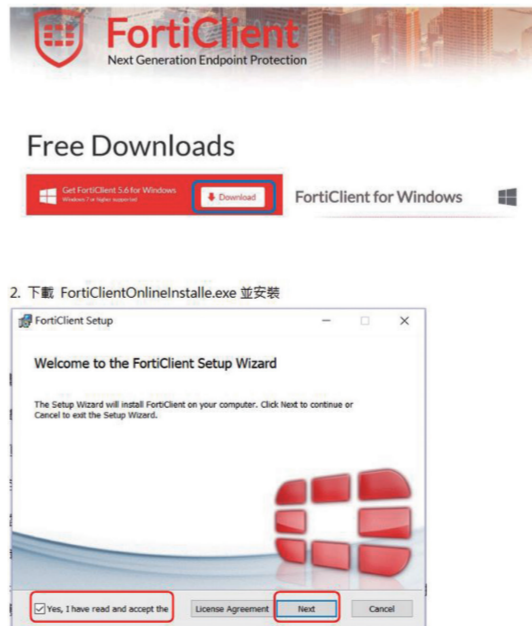 FortiClient
Next Generation Endpoint Protection
Free Downloads
Get FortiClient 5.6 for Windows
Windows 7 or higher supported
Download
FortiClient for Windows
2. 下載 FortiClientOnlineInstalle.exe 並安裝
FortiClient Setup
Welcome to the FortiClient Setup Wizard
The Setup Wizard will install FortiClient on your computer. Click Next to continue or
Cancel to exit the Setup Wizard.
Yes, I have read and accept the
License Agreement
Next
Cancel